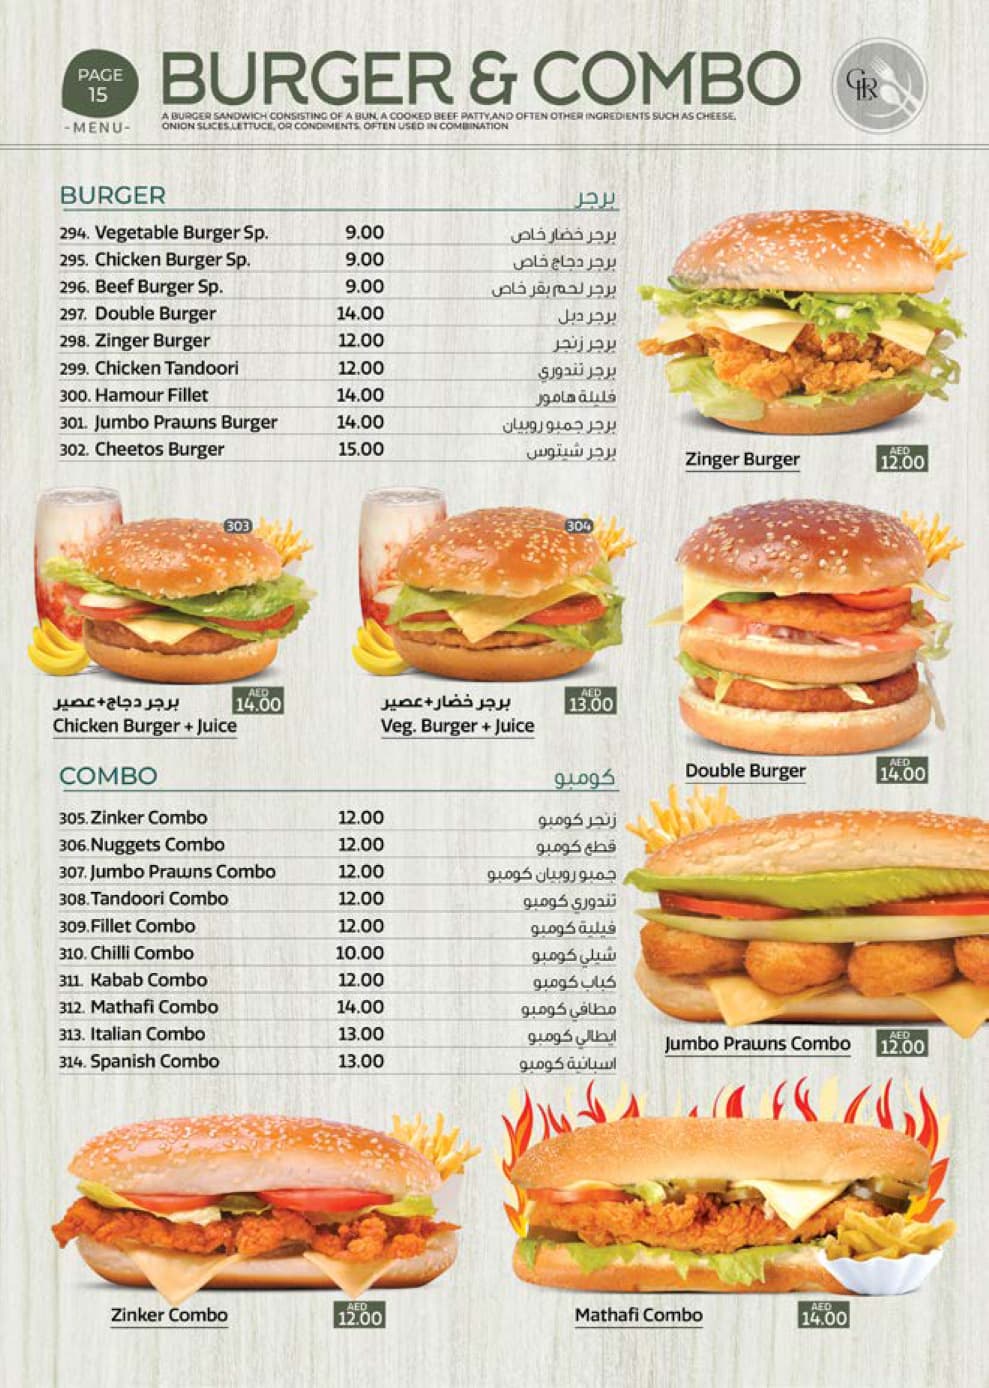 PAGE
15
-MENU-
BURGER & COMBO
A BURGER SANDWICH CONSISTING OF A BUN, A COOKED BEEF PATTY,AND OFTEN OTHER INGREDIENTS SUCH AS CHEESE,
ONION SLICES,LETTUCE, OR CONDIMENTS, OFTEN USED IN COMBINATION
BURGER برجر
294. Vegetable Burger Sp. 9.00 برجر خضار خاص
295. Chicken Burger Sp. 9.00 برجر دجاج خاص
296. Beef Burger Sp. 9.00 برجر لحم بقر خاص
297. Double Burger 14.00 برجر دبل
298. Zinger Burger 12.00 برجر زنجر
299. Chicken Tandoori 12.00 برجر تندوري
300. Hamour Fillet 14.00 فليلة هامور
301. Jumbo Prawns Burger 14.00 برجر جمبو روبيان
302. Cheetos Burger 15.00 برجر شيتوس
Zinger Burger AED 12.00
303
304
برجر دجاج+عصير AED 14.00
Chicken Burger + Juice
برجر خضار+عصير AED 13.00
Veg. Burger + Juice
Double Burger AED 14.00
COMBO كومبو
305. Zinker Combo 12.00 زنجر كومبو
306. Nuggets Combo 12.00 قطع كومبو
307. Jumbo Prawns Combo 12.00 جمبو روبيان كومبو
308. Tandoori Combo 12.00 تندوري كومبو
309. Fillet Combo 12.00 فيلية كومبو
310. Chilli Combo 10.00 شيلي كومبو
311. Kabab Combo 12.00 كباب كومبو
312. Mathafi Combo 14.00 مطافي كومبو
313. Italian Combo 13.00 ايطالي كومبو
314. Spanish Combo 13.00 اسبانية كومبو
Jumbo Prawns Combo AED 12.00
Zinker Combo AED 12.00
Mathafi Combo AED 14.00